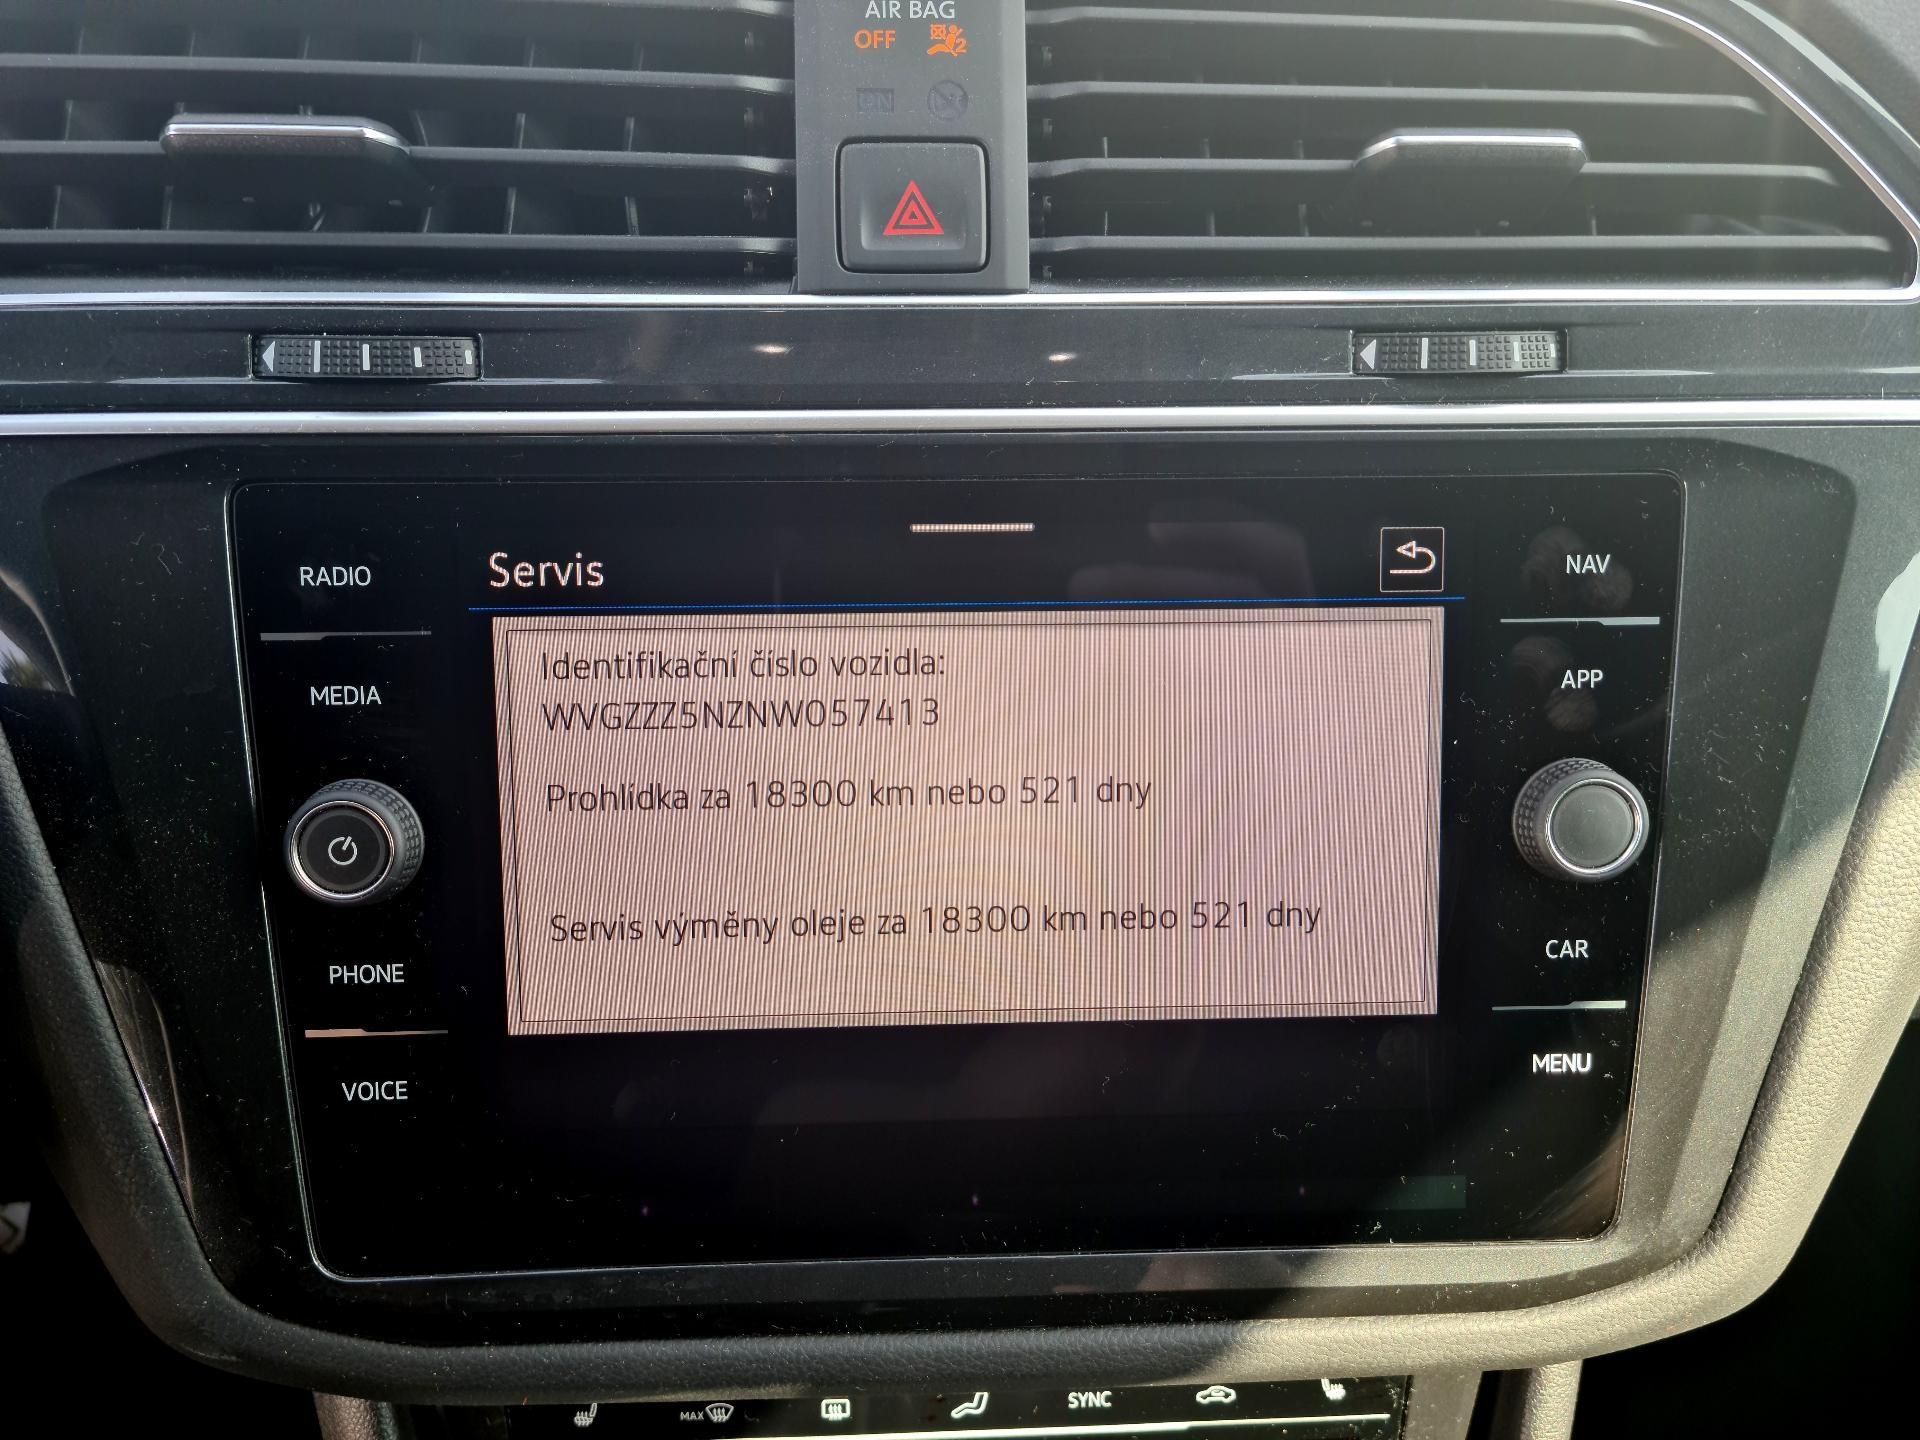 AIR BAG
OFF
ON
RADIO
MEDIA
PHONE
VOICE
Servis
Identifikační číslo vozidla:
WVGZZZ5NZNW057413
Prohlídka za 18300 km nebo 521 dny
Servis výměny oleje za 18300 km nebo 521 dny
NAV
APP
CAR
MENU
MAX
SYNC